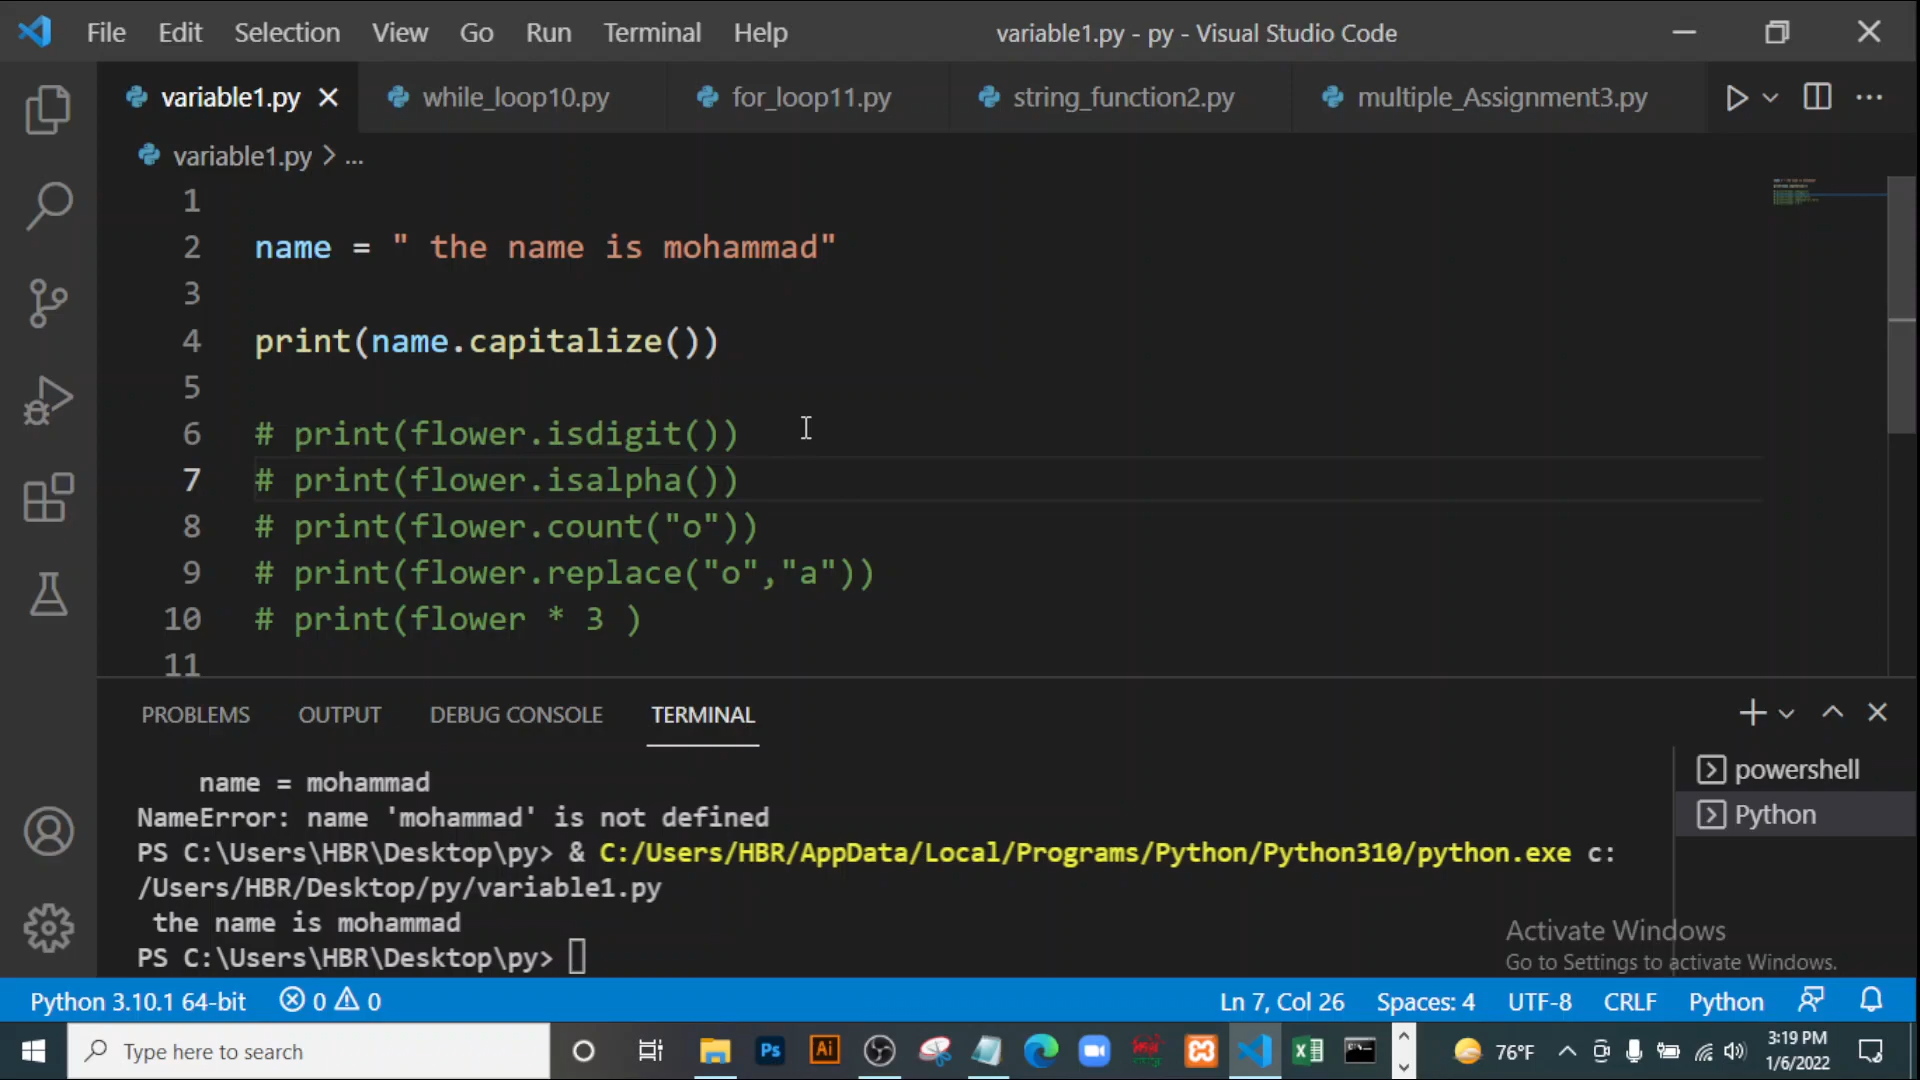 File Edit Selection View Go Run Terminal Help variable1.py - py - Visual Studio Code
variable1.py while_loop10.py for_loop11.py string_function2.py multiple_Assignment3.py
variable1.py > ...
1
2 name = " the name is mohammad"
3
4 print(name.capitalize())
5
6 # print(flower.isdigit())
7 # print(flower.isalpha())
8 # print(flower.count("o"))
9 # print(flower.replace("o","a"))
10 # print(flower * 3 )
11
PROBLEMS OUTPUT DEBUG CONSOLE TERMINAL
name = mohammad
NameError: name 'mohammad' is not defined
PS C:\Users\HBR\Desktop\py> & C:/Users/HBR/AppData/Local/Programs/Python/Python310/python.exe c:
/Users/HBR/Desktop/py/variable1.py
the name is mohammad
PS C:\Users\HBR\Desktop\py>
powershell
Python
Activate Windows
Go to Settings to activate Windows.
Python 3.10.1 64-bit 0 0 Ln 7, Col 26 Spaces: 4 UTF-8 CRLF Python
Type here to search Ps Ai 76°F 3:19 PM
1/6/2022